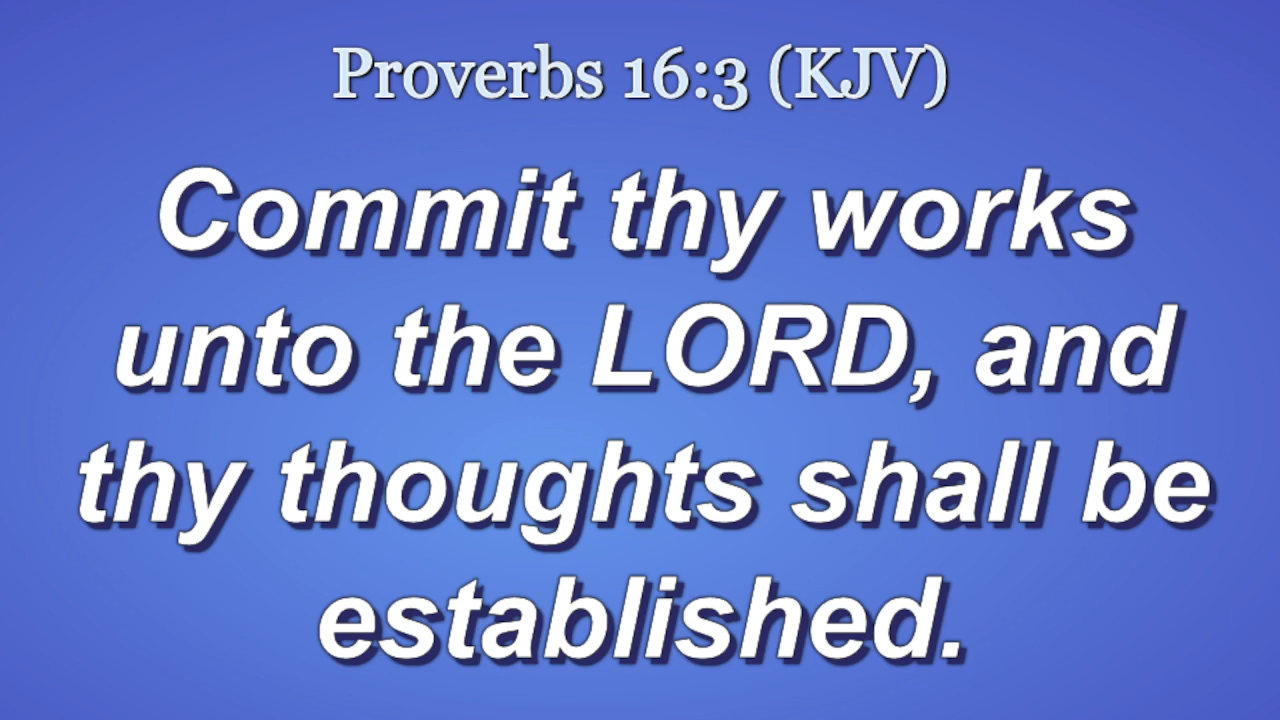 Proverbs 16:3 (KJV)
Commit thy works
unto the LORD, and
thy thoughts shall be
established.